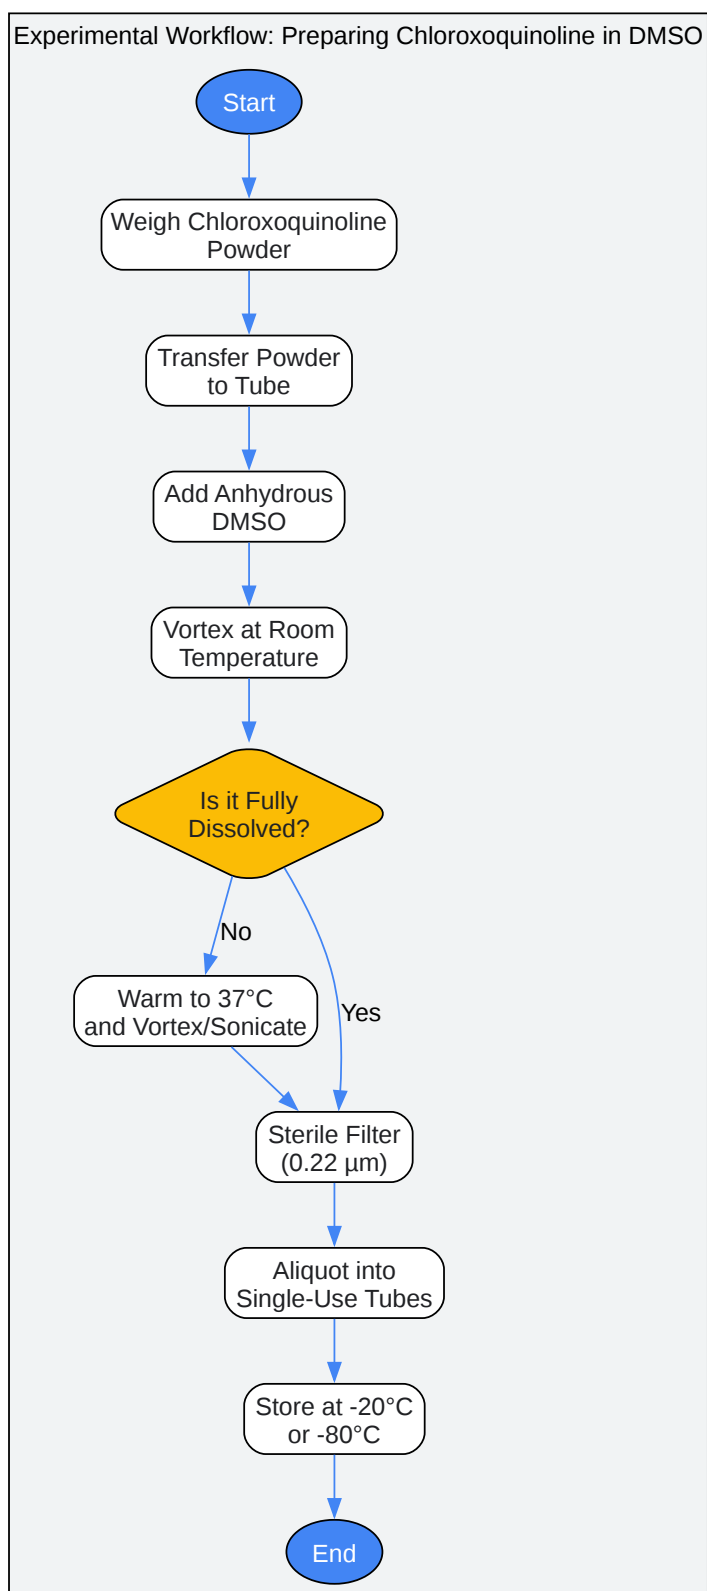 Experimental Workflow: Preparing Chloroxoquinoline in DMSO
Start
Weigh Chloroxoquinoline
Powder
Transfer Powder
to Tube
Add Anhydrous
DMSO
Vortex at Room
Temperature
Is it Fully
Dissolved?
No
Warm to 37°C
and Vortex/Sonicate
Yes
Sterile Filter
(0.22 µm)
Aliquot into
Single-Use Tubes
Store at -20°C
or -80°C
End